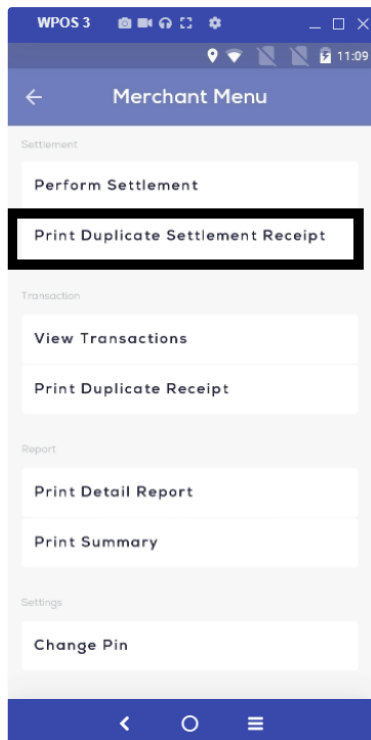 WPOS 3
11:09
Merchant Menu
Settlement
Perform Settlement
Print Duplicate Settlement Receipt
Transaction
View Transactions
Print Duplicate Receipt
Report
Print Detail Report
Print Summary
Settings
Change Pin